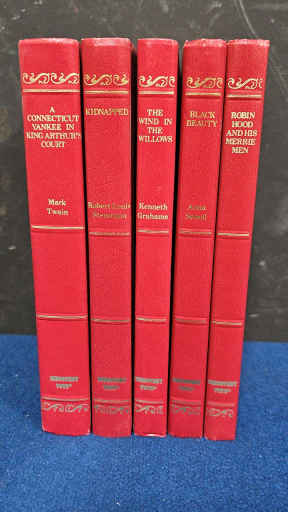 A
CONNECTICUT
YANKEE IN
KING ARTHUR'S
COURT
Mark
Twain
KIDNAPPED
Robert Louis
Stevenson
THE
WIND IN
THE
WILLOWS
Kenneth
Grahame
BLACK
BEAUTY
Anna
Sewell
ROBIN
HOOD
AND HIS
MERRIE
MEN